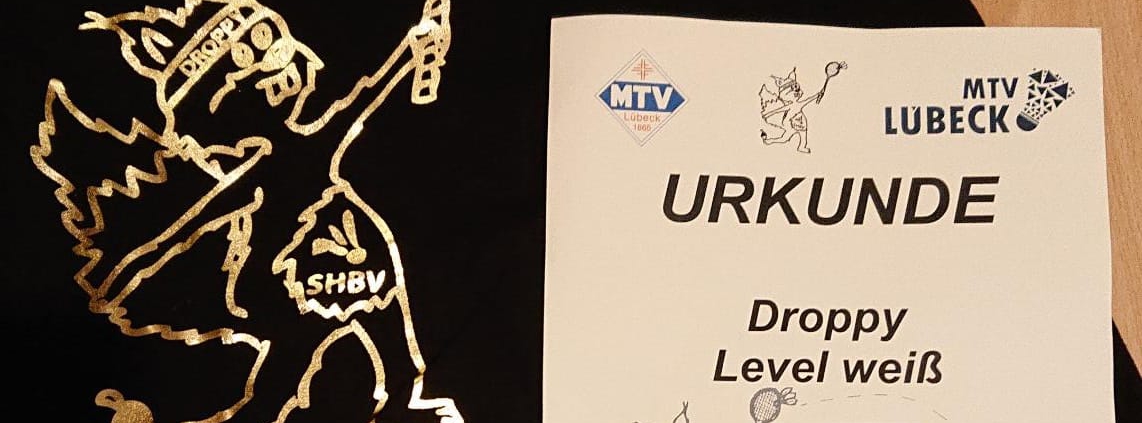 DROPPY
SHBV
MTV
Lübeck
1865
MTV
LÜBECK
URKUNDE
Droppy
Level weiß